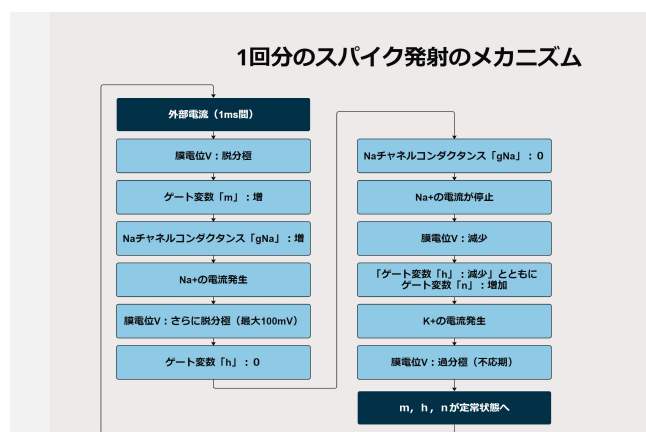 1回分のスパイク発射のメカニズム
外部電流（1ms間）
膜電位V：脱分極
ゲート変数「m」：増
Naチャネルコンダクタンス「gNa」：増
Na+の電流発生
膜電位V：さらに脱分極（最大100mV）
ゲート変数「h」：0
Naチャネルコンダクタンス「gNa」：0
Na+の電流が停止
膜電位V：減少
「ゲート変数「h」：減少」とともに
ゲート変数「n」：増加
K+の電流発生
膜電位V：過分極（不応期）
m，h，nが定常状態へ